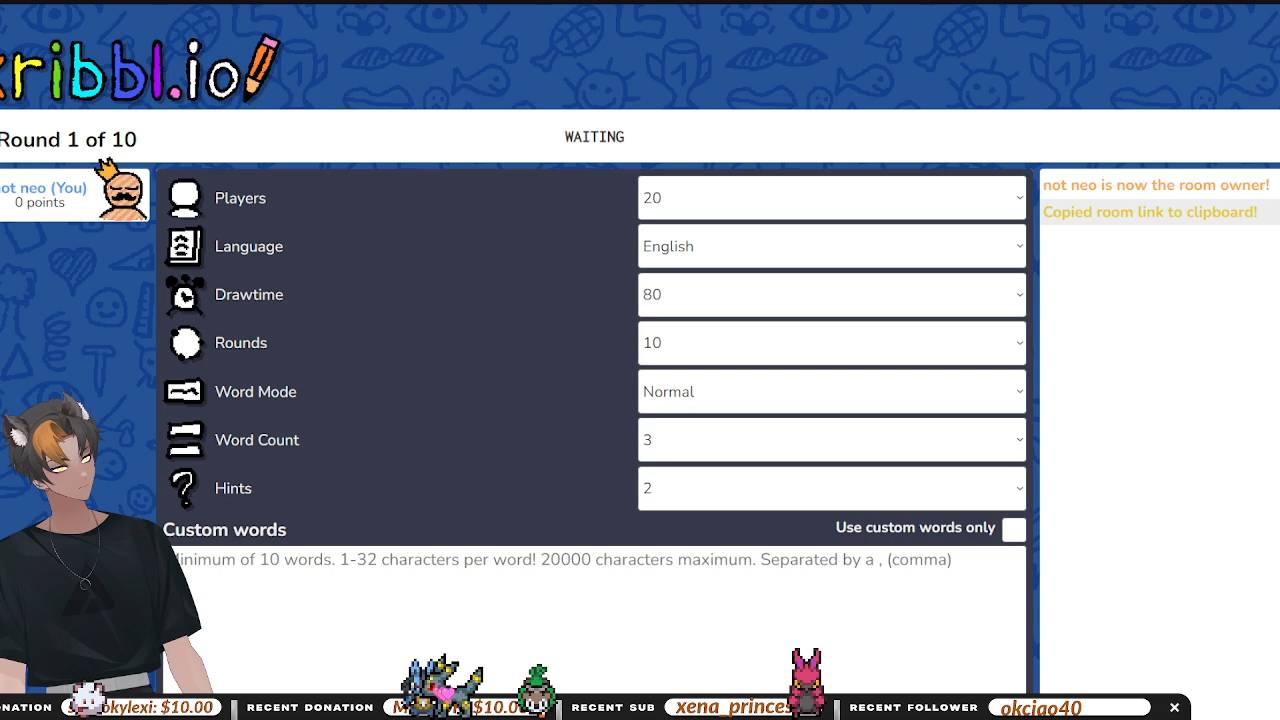 kribbl.io
Round 1 of 10
WAITING
not neo (You)
0 points
Players
20
Language
English
Drawtime
80
Rounds
10
Word Mode
Normal
Word Count
3
Hints
2
Custom words
Use custom words only
inimum of 10 words. 1-32 characters per word! 20000 characters maximum. Separated by a , (comma)
not neo is now the room owner!
Copied room link to clipboard!
ONATION
okylexi: $10.00
RECENT DONATION
$10.0
RECENT SUB
xena_princes
RECENT FOLLOWER
okciao40